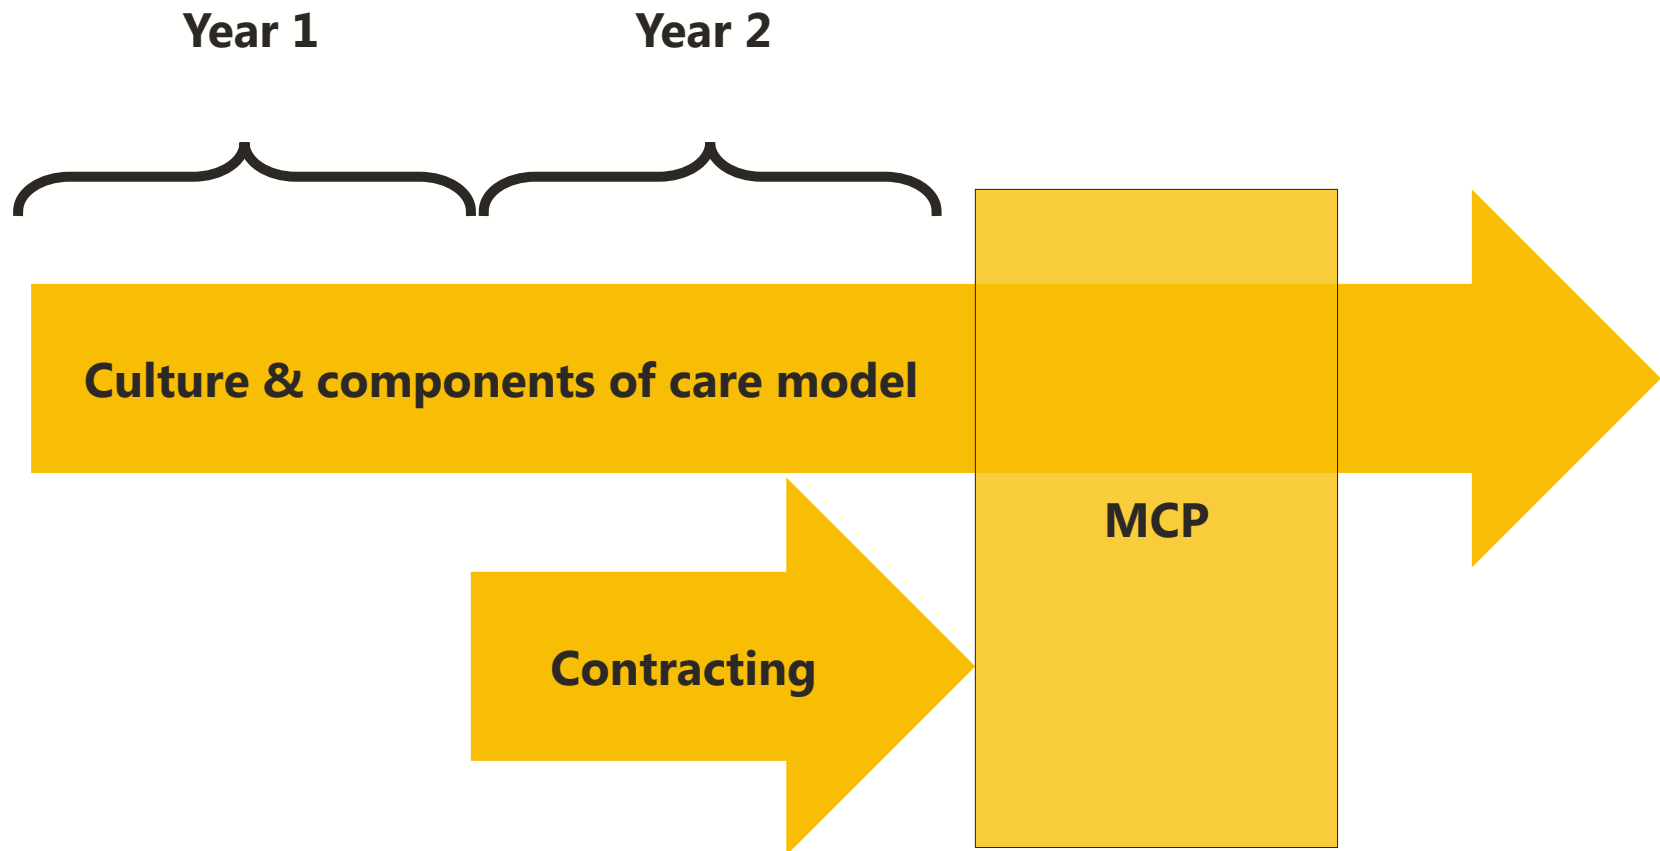 Year 1
Year 2
Culture & components of care model
MCP
Contracting